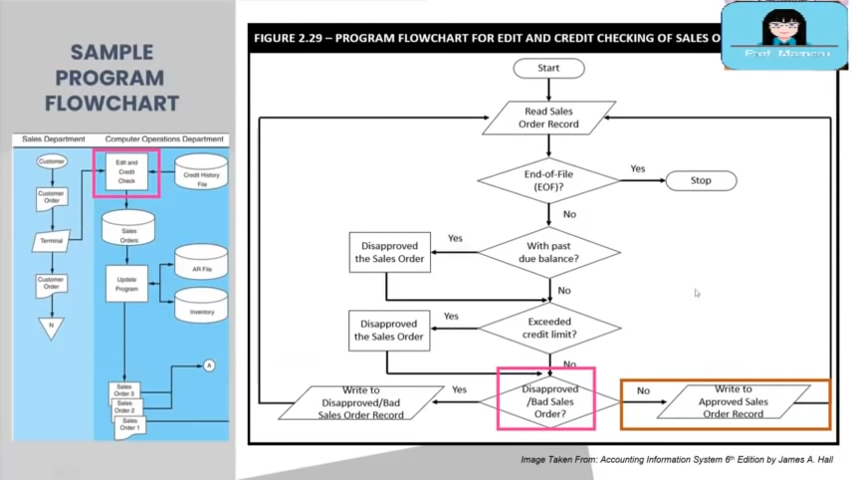 SAMPLE
PROGRAM
FLOWCHART
Sales Department
Computer Operations Department
Customer
Customer
Order
Terminal
Customer
Order
N
Edit and
Credit
Check
Credit History
File
Sales
Orders
Update
Program
AR File
Inventory
A
Sales
Order 3
Sales
Order 2
Sales
Order 1
FIGURE 2.29 – PROGRAM FLOWCHART FOR EDIT AND CREDIT CHECKING OF SALES O
Start
Read Sales
Order Record
End-of-File
(EOF)?
Yes
Stop
No
With past
due balance?
Yes
Disapproved
the Sales Order
No
Exceeded
credit limit?
Yes
Disapproved
the Sales Order
No
Disapproved
/Bad Sales
Order?
Yes
Write to
Disapproved/Bad
Sales Order Record
No
Write to
Approved Sales
Order Record
Image Taken From: Accounting Information System 6th Edition by James A. Hall